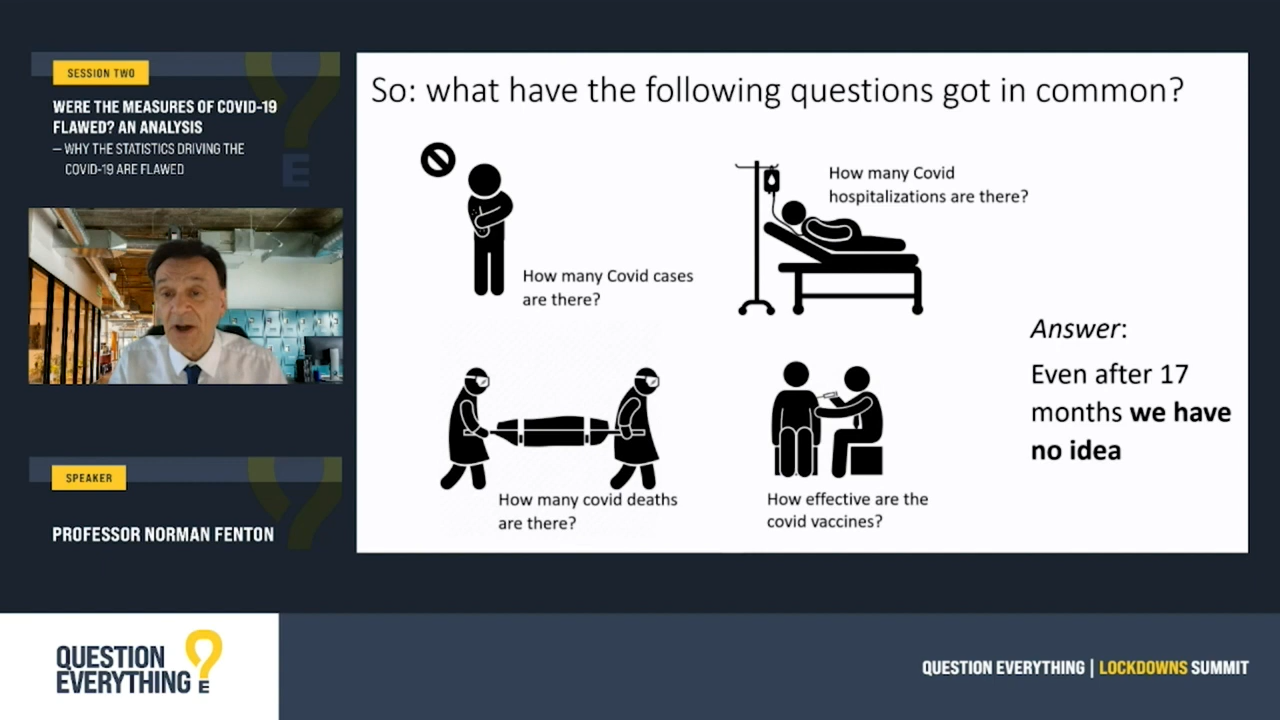 SESSION TWO
WERE THE MEASURES OF COVID-19
FLAWED? AN ANALYSIS
– WHY THE STATISTICS DRIVING THE
COVID-19 ARE FLAWED
SPEAKER
PROFESSOR NORMAN FENTON
So: what have the following questions got in common?
How many Covid cases
are there?
How many Covid
hospitalizations are there?
How many covid deaths
are there?
How effective are the
covid vaccines?
Answer:
Even after 17
months we have
no idea
QUESTION
EVERYTHING
E
QUESTION EVERYTHING | LOCKDOWNS SUMMIT